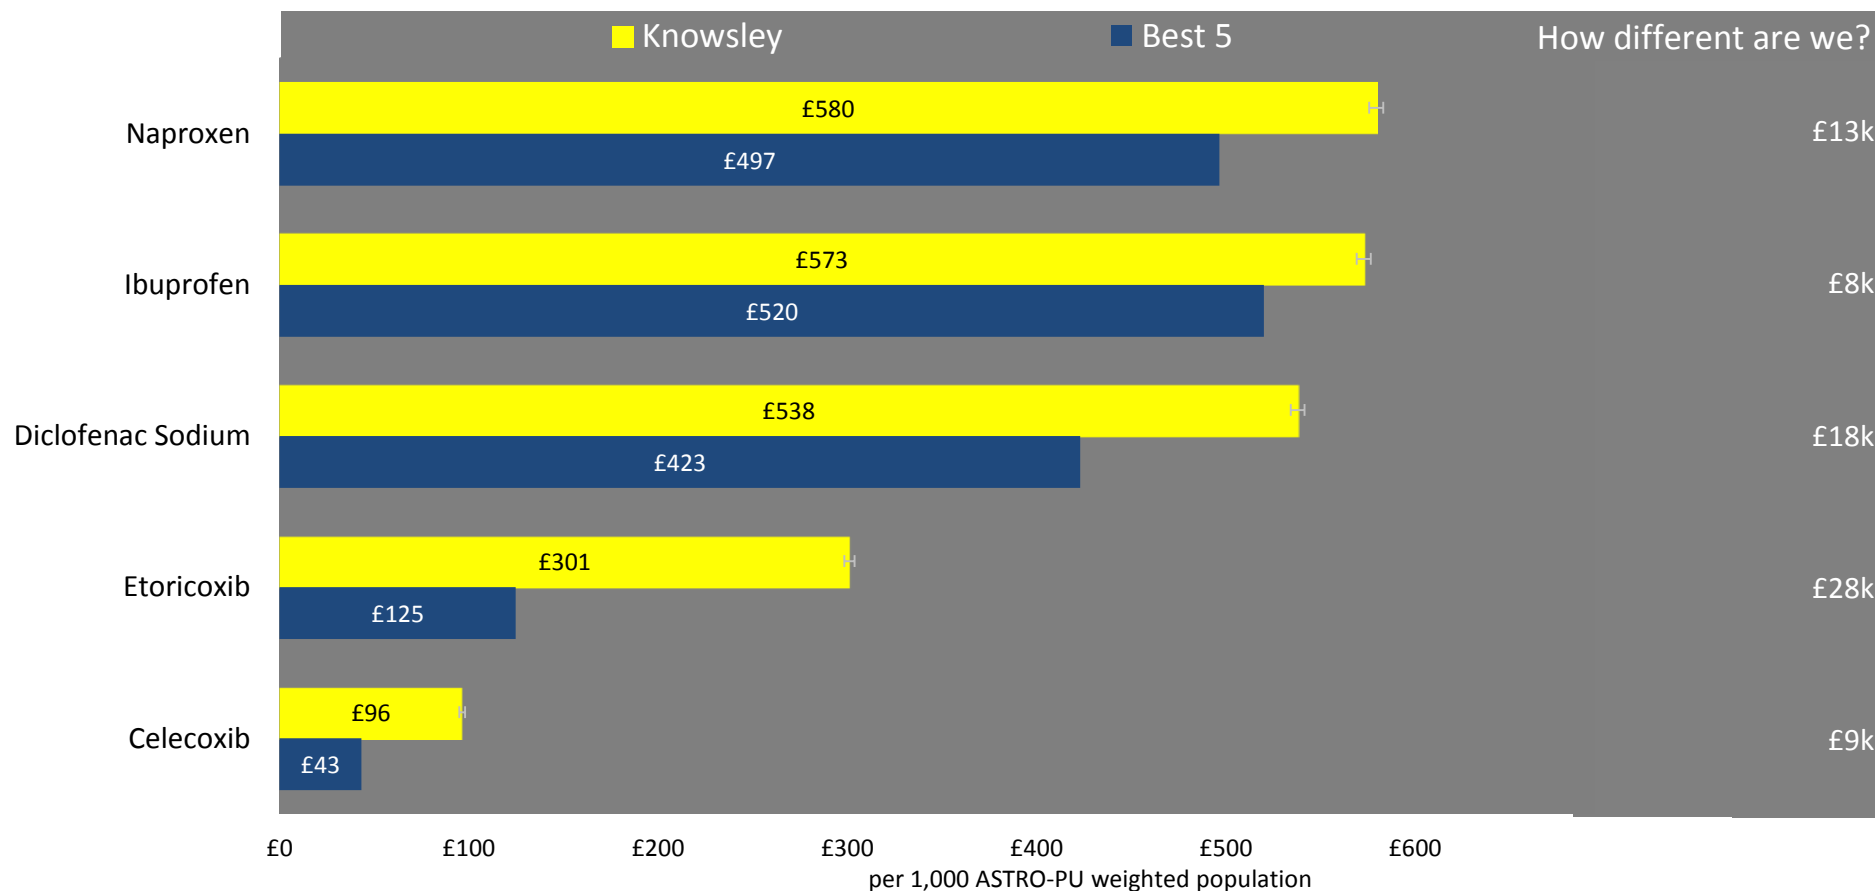 Knowsley Best 5 How different are we?
Naproxen £580 £13k
£497
Ibuprofen £573 £8k
£520
Diclofenac Sodium £538 £18k
£423
Etoricoxib £301 £28k
£125
Celecoxib £96 £9k
£43
£0 £100 £200 £300 £400 £500 £600
per 1,000 ASTRO-PU weighted population